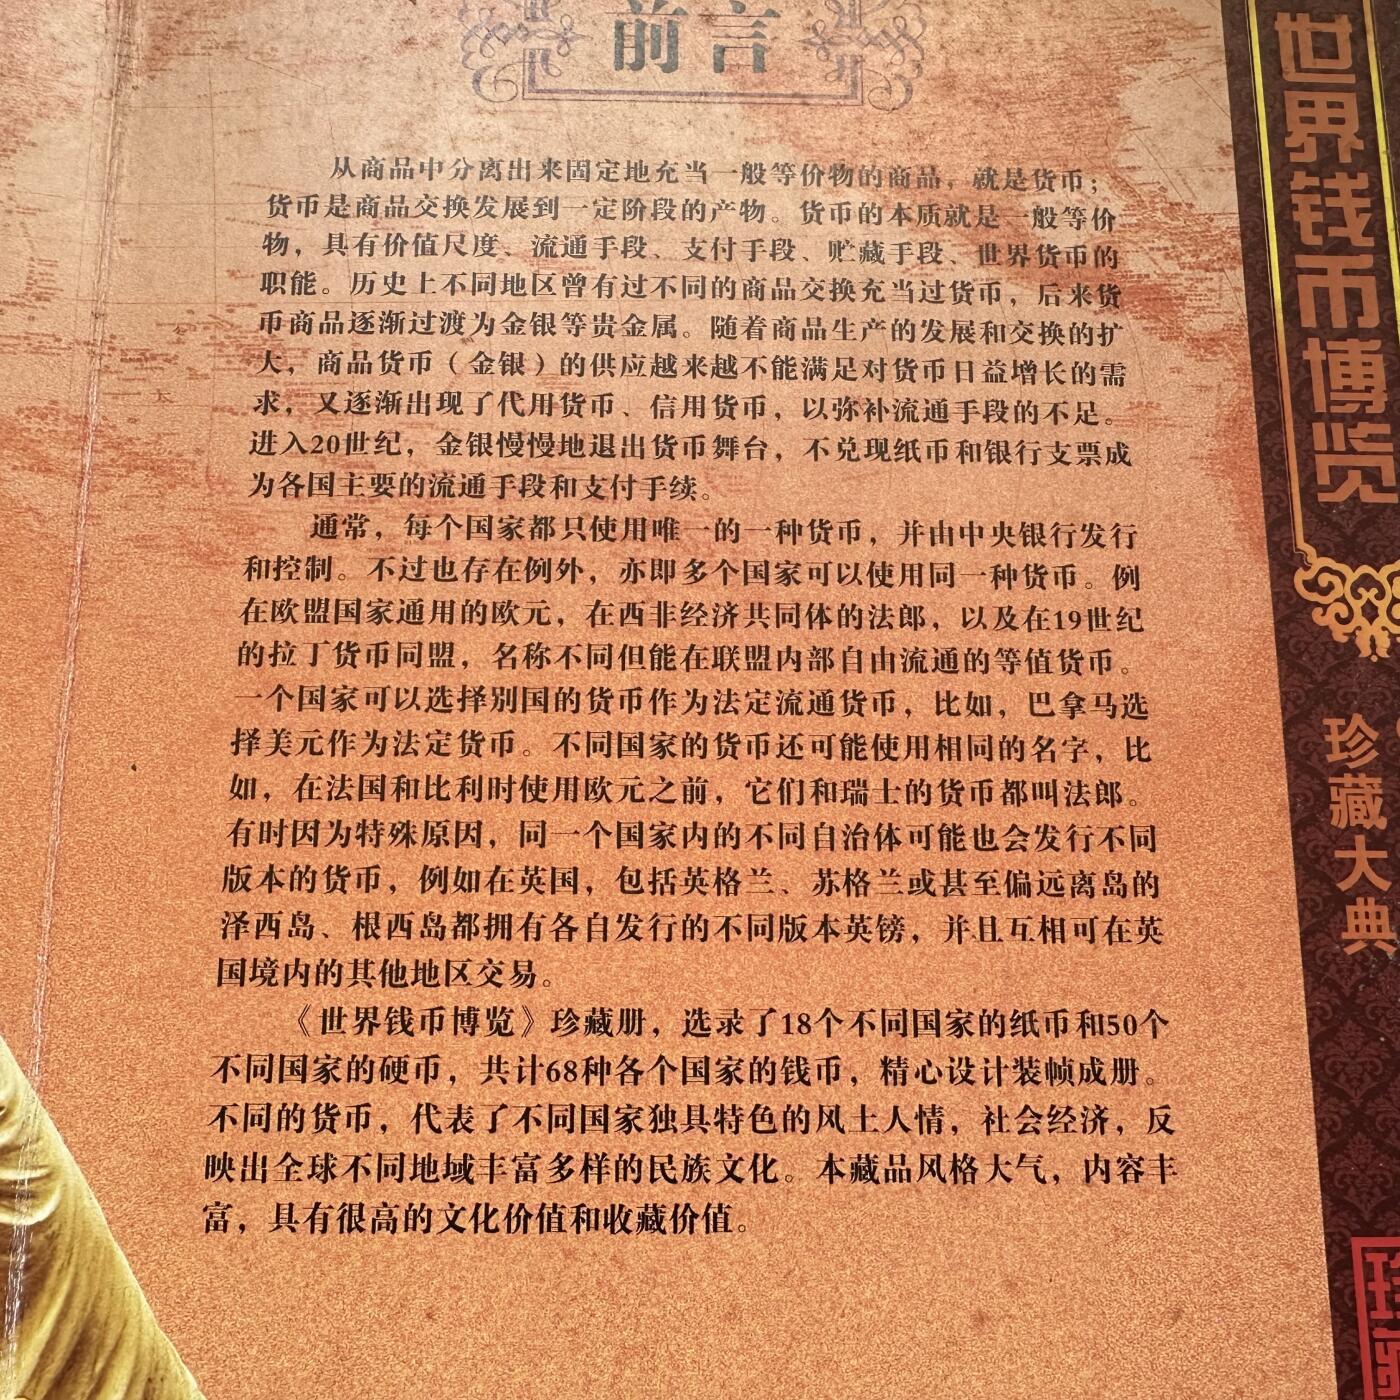 前言
从商品中分离出来固定地充当一般等价物的商品，就是货币；
货币是商品交换发展到一定阶段的产物。货币的本质就是一般等价
物，具有价值尺度、流通手段、支付手段、贮藏手段、世界货币的
职能。历史上不同地区曾有过不同的商品交换充当过货币，后来货
币商品逐渐过渡为金银等贵金属。随着商品生产的发展和交换的扩
大，商品货币（金银）的供应越来越不能满足对货币日益增长的需
求，又逐渐出现了代用货币、信用货币，以弥补流通手段的不足。
进入20世纪，金银慢慢地退出货币舞台，不兑现纸币和银行支票成
为各国主要的流通手段和支付手续。
通常，每个国家都只使用唯一的一种货币，并由中央银行发行
和控制。不过也存在例外，亦即多个国家可以使用同一种货币。例
在欧盟国家通用的欧元，在西非经济共同体的法郎，以及在19世纪
的拉丁货币同盟，名称不同但能在联盟内部自由流通的等值货币。
一个国家可以选择别国的货币作为法定流通货币，比如，巴拿马选
择美元作为法定货币。不同国家的货币还可能使用相同的名字，比
如，在法国和比利时使用欧元之前，它们和瑞士的货币都叫法郎。
有时因为特殊原因，同一个国家内的不同自治体可能也会发行不同
版本的货币，例如在英国，包括英格兰、苏格兰或甚至偏远离岛的
泽西岛、根西岛都拥有各自发行的不同版本英镑，并且互相可在英
国境内的其他地区交易。
《世界钱币博览》珍藏册，选录了18个不同国家的纸币和50个
不同国家的硬币，共计68种各个国家的钱币，精心设计装帧成册。
不同的货币，代表了不同国家独具特色的风土人情，社会经济，反
映出全球不同地域丰富多样的民族文化。本藏品风格大气，内容丰
富，具有很高的文化价值和收藏价值。
世界钱币博览
珍藏大典